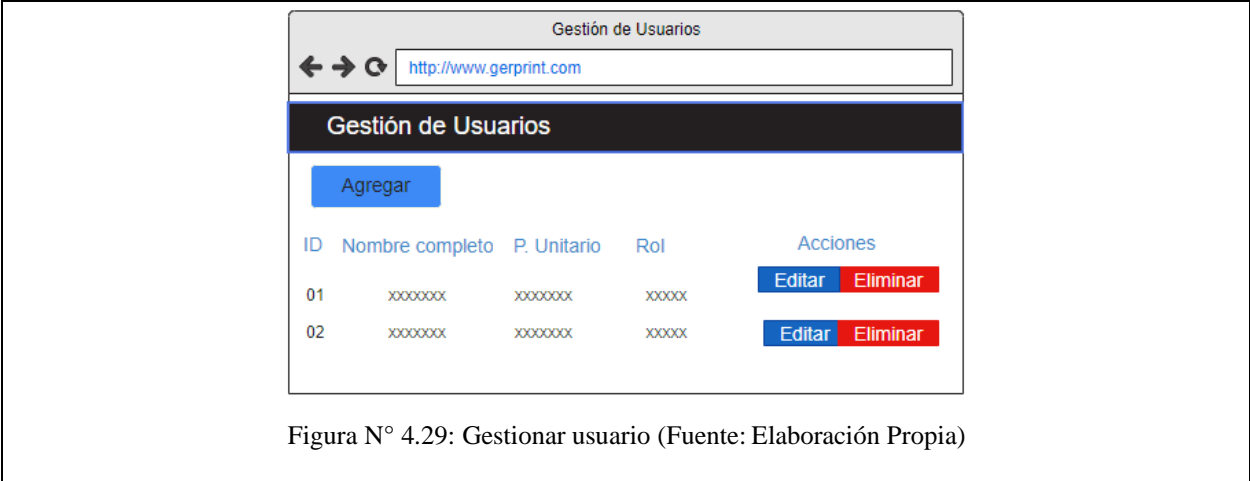 Gestión de Usuarios
http://www.gerprint.com
Gestión de Usuarios
Agregar
ID Nombre completo P. Unitario Rol Acciones
01 xxxxxxx xxxxxxx xxxxx Editar Eliminar
02 xxxxxxx xxxxxxx xxxxx Editar Eliminar
Figura N° 4.29: Gestionar usuario (Fuente: Elaboración Propia)